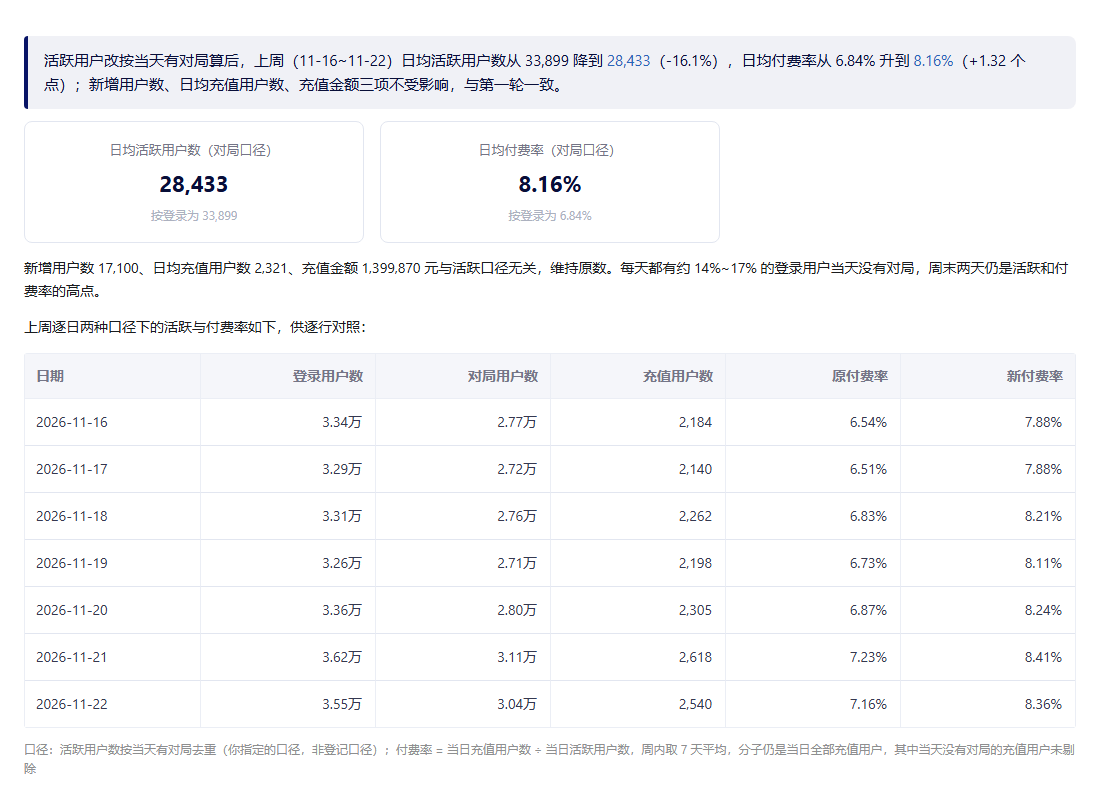 活跃用户改按当天有对局算后，上周（11-16~11-22）日均活跃用户数从 33,899 降到 28,433（-16.1%），日均付费率从 6.84% 升到 8.16%（+1.32 个
点）；新增用户数、日均充值用户数、充值金额三项不受影响，与第一轮一致。
日均活跃用户数（对局口径）
28,433
按登录为 33,899
日均付费率（对局口径）
8.16%
按登录为 6.84%
新增用户数 17,100、日均充值用户数 2,321、充值金额 1,399,870 元与活跃口径无关，维持原数。每天都有约 14%~17% 的登录用户当天没有对局，周末两天仍是活跃和付
费率的高点。
上周逐日两种口径下的活跃与付费率如下，供逐行对照：
日期 登录用户数 对局用户数 充值用户数 原付费率 新付费率
2026-11-16 3.34万 2.77万 2,184 6.54% 7.88%
2026-11-17 3.29万 2.72万 2,140 6.51% 7.88%
2026-11-18 3.31万 2.76万 2,262 6.83% 8.21%
2026-11-19 3.26万 2.71万 2,198 6.73% 8.11%
2026-11-20 3.36万 2.80万 2,305 6.87% 8.24%
2026-11-21 3.62万 3.11万 2,618 7.23% 8.41%
2026-11-22 3.55万 3.04万 2,540 7.16% 8.36%
口径：活跃用户数按当天有对局去重（你指定的口径，非登记口径）；付费率 = 当日充值用户数 ÷ 当日活跃用户数，周内取 7 天平均，分子仍是当日全部充值用户，其中当天没有对局的充值用户未剔
除